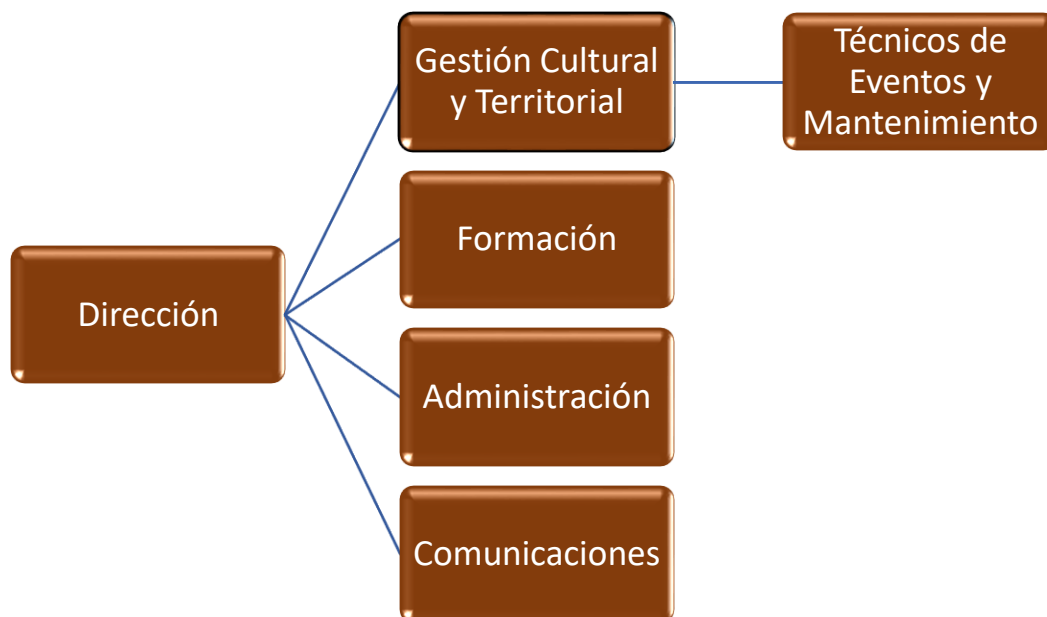 Gestión Cultural
y Territorial
Técnicos de
Eventos y
Mantenimiento
Formación
Dirección
Administración
Comunicaciones